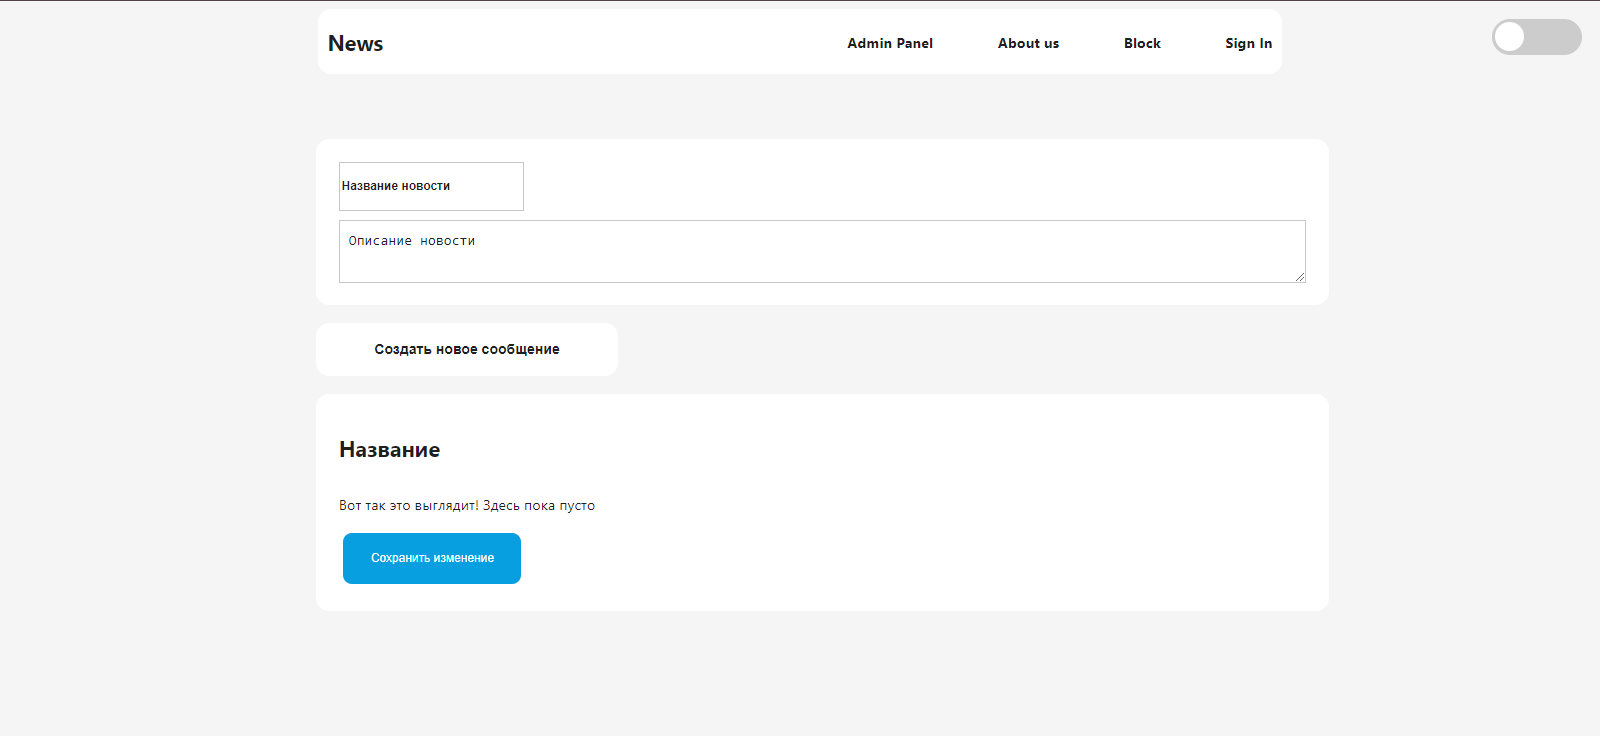 News Admin Panel About us Block Sign In
Название новости
Описание новости
Создать новое сообщение
Название
Вот так это выглядит! Здесь пока пусто
Сохранить изменение